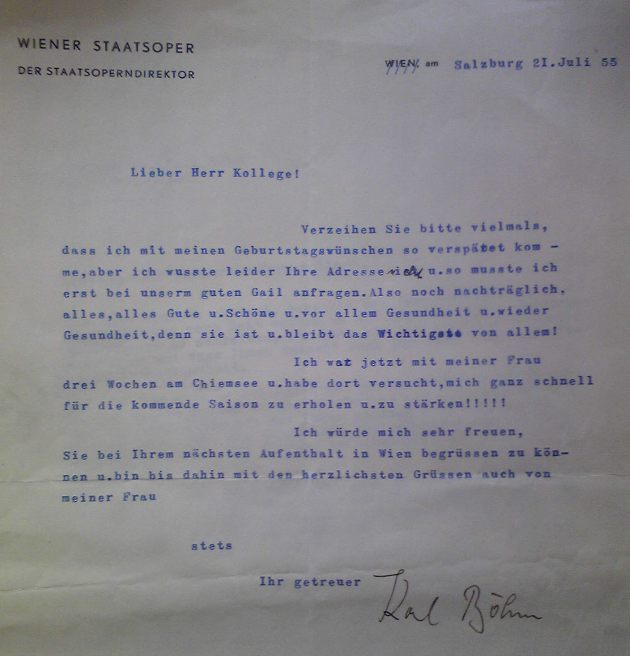 WIENER STAATSOPER
DER STAATSOPERNDIREKTOR
WIEN, am Salzburg 21.Juli 55
Lieber Herr Kollege!
Verzeihen Sie bitte vielmals,
dass ich mit meinen Geburtstagswünschen so verspätet kom -
me,aber ich wusste leider Ihre Adresse nicht u.so musste ich
erst bei unserm guten Gail anfragen.Also noch nachträglich,
alles,alles Gute u.Schöne u.vor allem Gesundheit u.wieder
Gesundheit,denn sie ist u.bleibt das Wichtigste von allem!
Ich war jetzt mit meiner Frau
drei Wochen am Chiemsee u.habe dort versucht,mich ganz schnell
für die kommende Saison zu erholen u.zu stärken!!!!!
Ich würde mich sehr freuen,
Sie bei Ihrem nächsten Aufenthalt in Wien begrüssen zu kön-
nen u.bin bis dahin mit den herzlichsten Grüssen auch von
meiner Frau
stets
Ihr getreuer
Karl Böhm